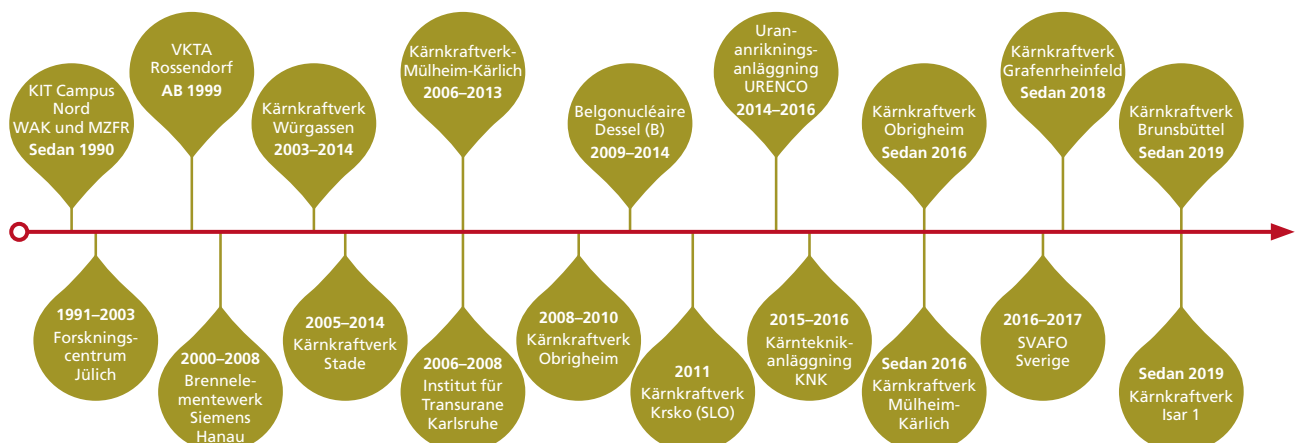 KIT Campus
Nord
WAK und MZFR
Sedan 1990
VKTA
Rossendorf
AB 1999
Kärnkraftverk
Würgassen
2003–2014
Kärnkraftverk-
Mülheim-Kärlich
2006–2013
Belgonucléaire
Dessel (B)
2009–2014
Uran-
anriknings-
anläggning
URENCO
2014–2016
Kärnkraftverk
Obrigheim
Sedan 2016
Kärnkraftverk
Grafenrheinfeld
Sedan 2018
Kärnkraftverk
Brunsbüttel
Sedan 2019
1991–2003
Forsknings-
centrum
Jülich
2000–2008
Brennele-
mentewerk
Siemens
Hanau
2005–2014
Kärnkraftverk
Stade
2006–2008
Institut für
Transurane
Karlsruhe
2008–2010
Kärnkraftverk
Obrigheim
2011
Kärnkraftverk
Krsko (SLO)
2015–2016
Kärnteknik-
anläggning
KNK
Sedan 2016
Kärnkraftverk
Mülheim-
Kärlich
2016–2017
SVAFO
Sverige
Sedan 2019
Kärnkraftverk
Isar 1